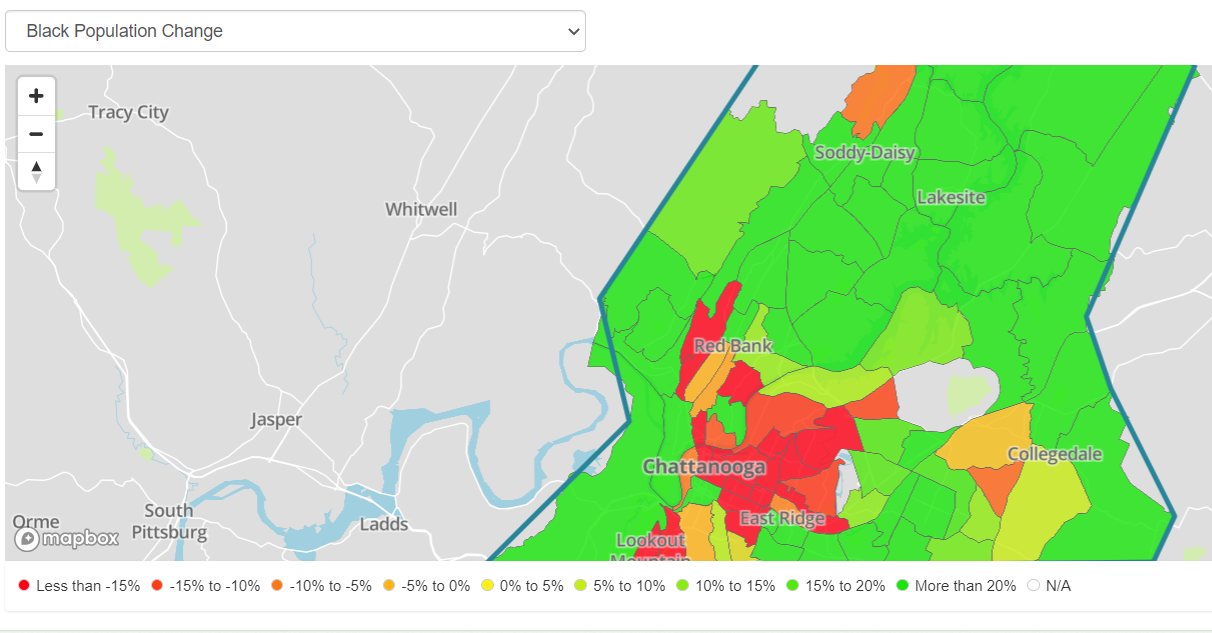 Black Population Change
Tracy City
Soddy-Daisy
Lakesite
Whitwell
Red Bank
Jasper
Collegedale
Chattanooga
South
Pittsburg
Orme
Ladds
East Ridge
Lookout
Mountain
mapbox
Less than -15%
-15% to -10%
-10% to -5%
-5% to 0%
0% to 5%
5% to 10%
10% to 15%
15% to 20%
More than 20%
N/A